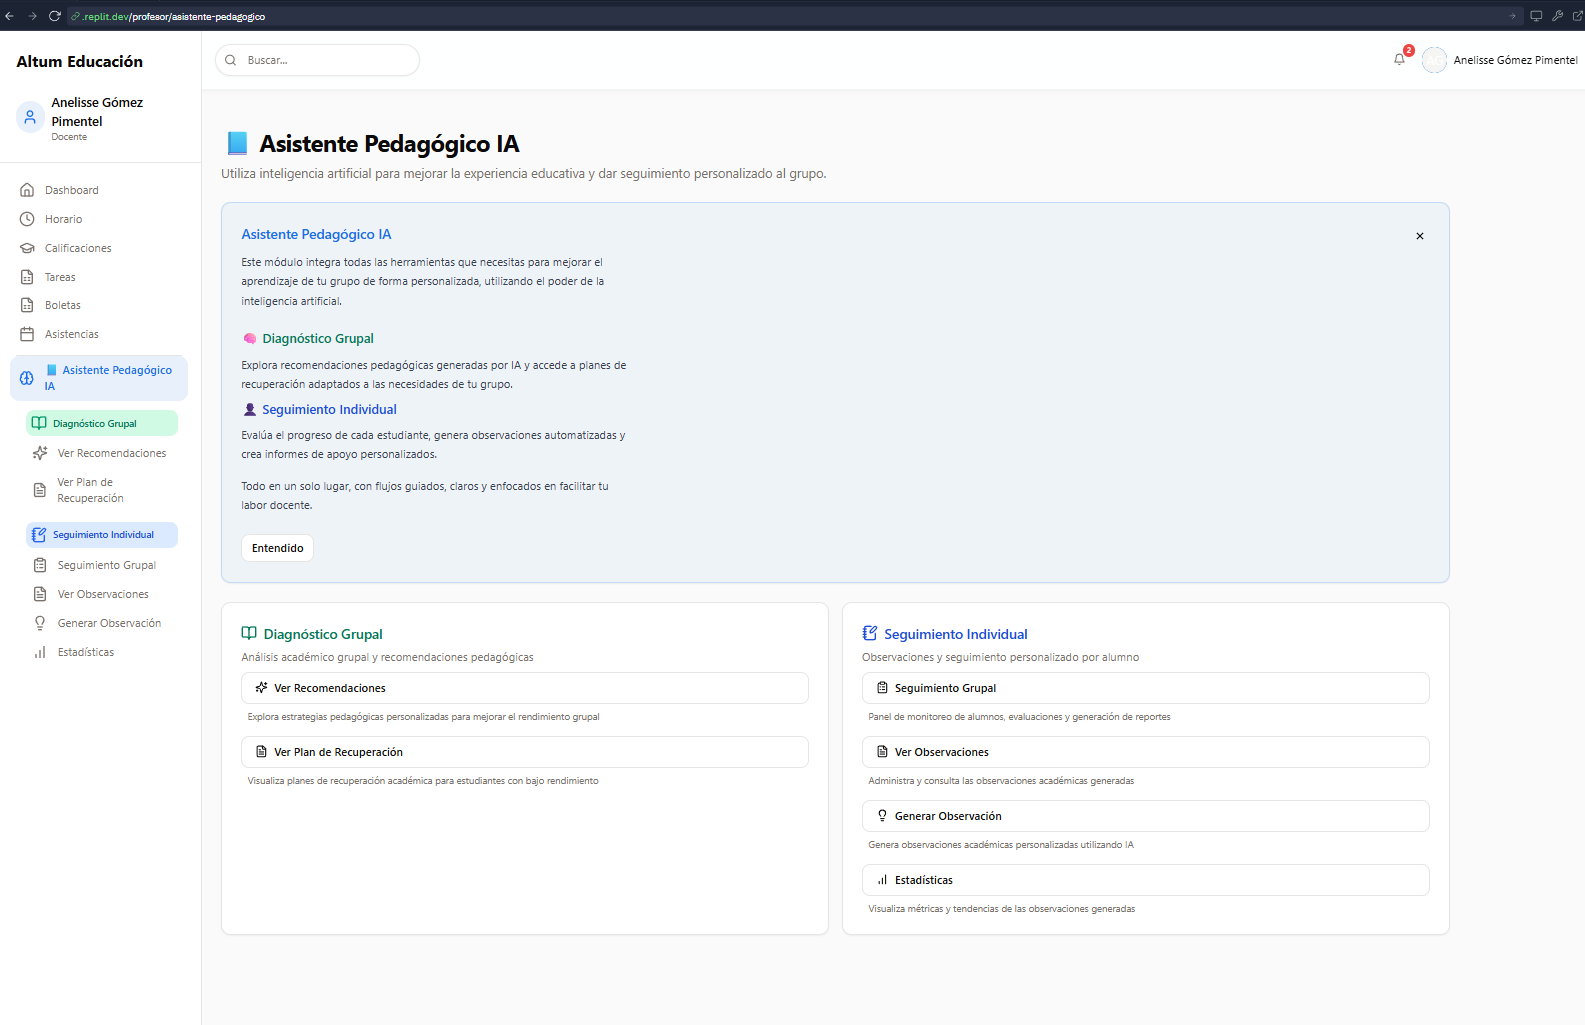 .replit.dev/profesor/asistente-pedagogico
Altum Educación
Buscar...
2
Anelisse Gómez Pimentel
Anelisse Gómez
Pimentel
Docente
Dashboard
Horario
Calificaciones
Tareas
Boletas
Asistencias
Asistente Pedagógico
IA
Diagnóstico Grupal
Ver Recomendaciones
Ver Plan de
Recuperación
Seguimiento Individual
Seguimiento Grupal
Ver Observaciones
Generar Observación
Estadísticas
Asistente Pedagógico IA
Utiliza inteligencia artificial para mejorar la experiencia educativa y dar seguimiento personalizado al grupo.
Asistente Pedagógico IA
Este módulo integra todas las herramientas que necesitas para mejorar el
aprendizaje de tu grupo de forma personalizada, utilizando el poder de la
inteligencia artificial.
Diagnóstico Grupal
Explora recomendaciones pedagógicas generadas por IA y accede a planes de
recuperación adaptados a las necesidades de tu grupo.
Seguimiento Individual
Evalúa el progreso de cada estudiante, genera observaciones automatizadas y
crea informes de apoyo personalizados.
Todo en un solo lugar, con flujos guiados, claros y enfocados en facilitar tu
labor docente.
Entendido
Diagnóstico Grupal
Análisis académico grupal y recomendaciones pedagógicas
Ver Recomendaciones
Explora estrategias pedagógicas personalizadas para mejorar el rendimiento grupal
Ver Plan de Recuperación
Visualiza planes de recuperación académica para estudiantes con bajo rendimiento
Seguimiento Individual
Observaciones y seguimiento personalizado por alumno
Seguimiento Grupal
Panel de monitoreo de alumnos, evaluaciones y generación de reportes
Ver Observaciones
Administra y consulta las observaciones académicas generadas
Generar Observación
Genera observaciones académicas personalizadas utilizando IA
Estadísticas
Visualiza métricas y tendencias de las observaciones generadas